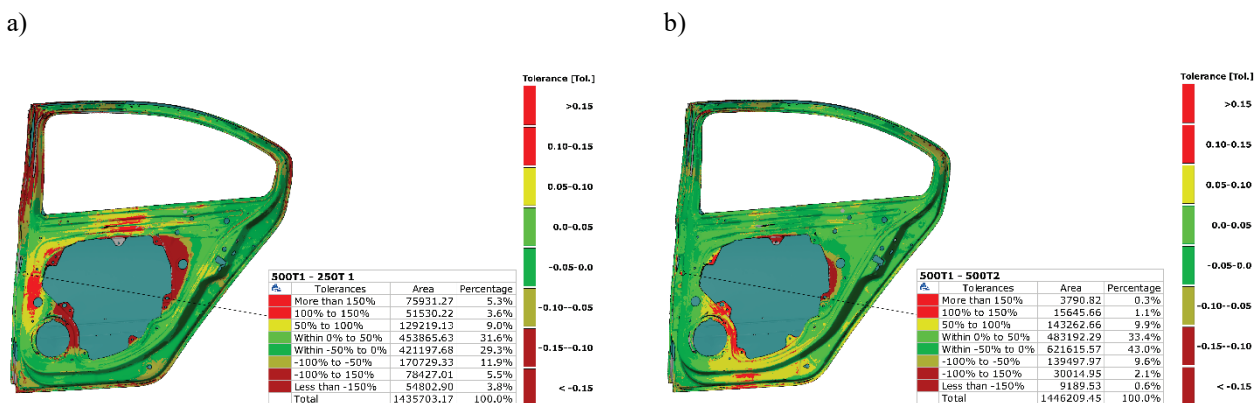 a)
b)
Tolerance [Tol.]
>0.15
0.10-0.15
0.05-0.10
0.0-0.05
-0.05-0.0
-0.10--0.05
-0.15--0.10
< -0.15
500T1 - 250T 1
Tolerances Area Percentage
More than 150% 75931.27 5.3%
100% to 150% 51530.22 3.6%
50% to 100% 129219.13 9.0%
Within 0% to 50% 453865.63 31.6%
Within -50% to 0% 421197.68 29.3%
-100% to -50% 170729.33 11.9%
-100% to 150% 78427.01 5.5%
Less than -150% 54802.90 3.8%
Total 1435703.17 100.0%
Tolerance [Tol.]
>0.15
0.10-0.15
0.05-0.10
0.0-0.05
-0.05-0.0
-0.10--0.05
-0.15--0.10
< -0.15
500T1 - 500T2
Tolerances Area Percentage
More than 150% 3790.82 0.3%
100% to 150% 15645.66 1.1%
50% to 100% 143262.66 9.9%
Within 0% to 50% 483192.29 33.4%
Within -50% to 0% 621615.57 43.0%
-100% to -50% 139497.97 9.6%
-100% to 150% 30014.95 2.1%
Less than -150% 9189.53 0.6%
Total 1446209.45 100.0%